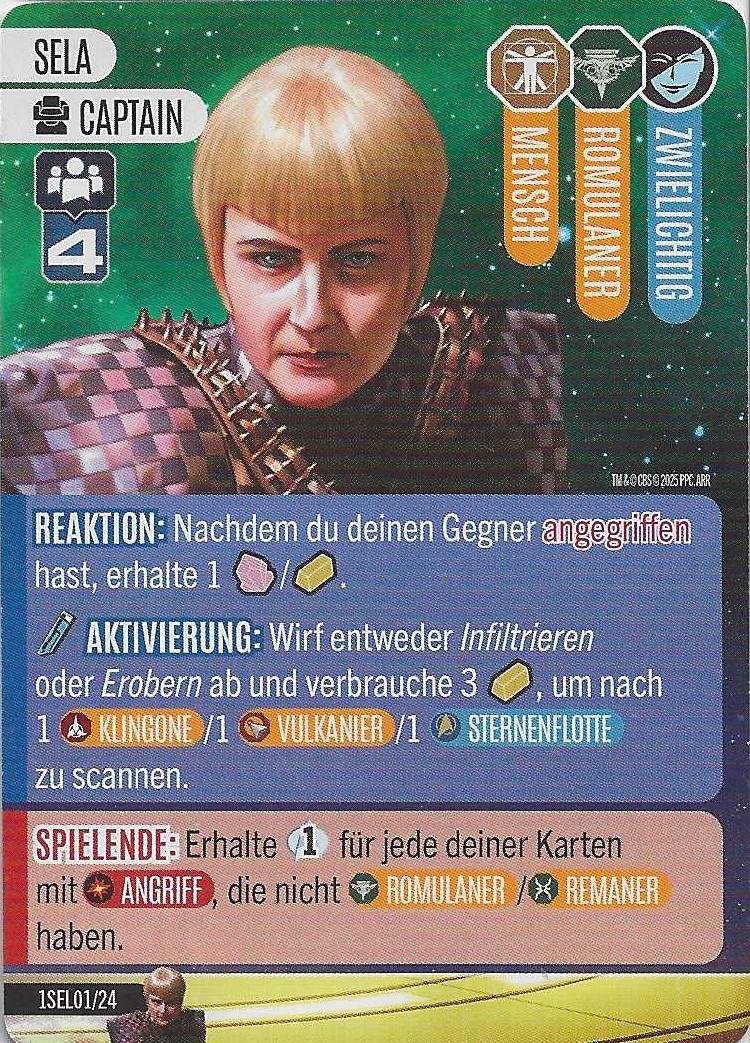 SELA
CAPTAIN
4
MENSCH
ROMULANER
ZWIELICHTIG
TM & © CBS © 2025 PPC. ARR
REAKTION: Nachdem du deinen Gegner angegriffen
hast, erhalte 1 / .
AKTIVIERUNG: Wirf entweder Infiltrieren
oder Erobern ab und verbrauche 3 , um nach
1 KLINGONE /1 VULKANIER /1 STERNENFLOTTE
zu scannen.
SPIELENDE: Erhalte 1 für jede deiner Karten
mit ANGRIFF, die nicht ROMULANER / REMANER
haben.
1SEL01/24